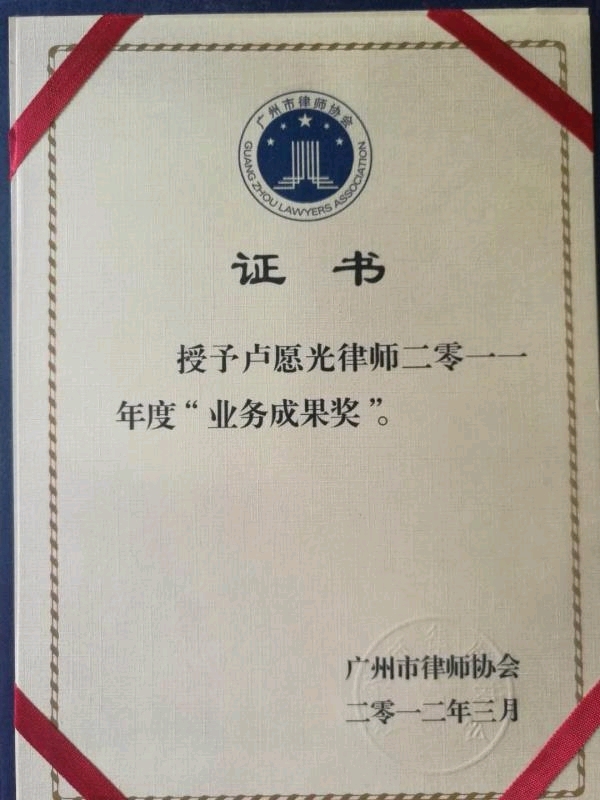 广州市律师协会
GUANG ZHOU LAWYERS ASSOCIATION
证 书
授予卢愿光律师二零一一
年度“业务成果奖”。
广州市律师协会
二零一二年三月